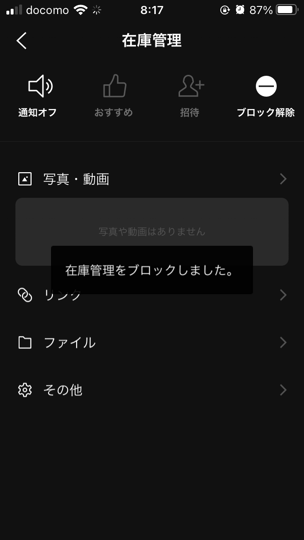 docomo 8:17 87%
在庫管理
通知オフ おすすめ 招待 ブロック解除
写真・動画
写真や動画はありません
在庫管理をブロックしました。
リンク
ファイル
その他